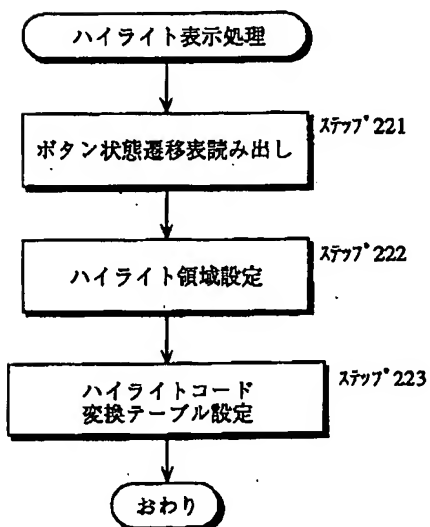 ハイライト表示処理
ステップ221
ボタン状態遷移表読み出し
ステップ222
ハイライト領域設定
ステップ223
ハイライトコード
変換テーブル設定
おわり